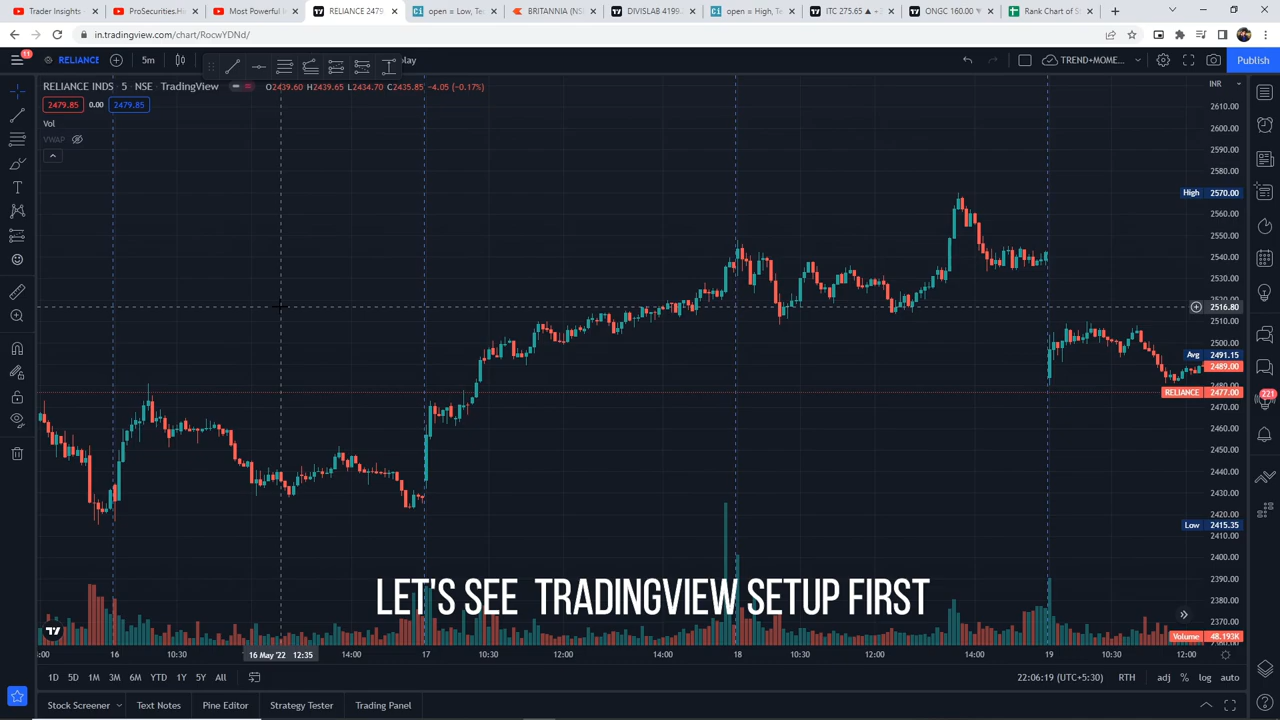 Trader Insights
ProSecurities.H
Most Powerful
RELIANCE 2479
open = Low, Te
BRITANNIA (NS
DIVISLAB 4199.
open = High, T
ITC 275.65 ▲
ONGC 160.00 ▼
Rank Chart of S
in.tradingview.com/chart/RocwYDNd/
11
RELIANCE
5m
play
TREND+MOME...
Publish
RELIANCE INDS · 5 · NSE · TradingView
O2439.60 H2439.65 L2434.70 C2435.85 −4.05 (−0.17%)
INR
2479.85 0.00 2479.85
Vol
VWAP
2610.00
2600.00
2590.00
2580.00
High 2570.00
2560.00
2550.00
2540.00
2530.00
2520.00
2516.80
2510.00
2500.00
Avg 2491.15
2489.00
2480.00
RELIANCE 2477.00
2470.00
2460.00
2450.00
2440.00
2430.00
2420.00
Low 2415.35
2400.00
2390.00
2380.00
2370.00
221
LET'S SEE TRADINGVIEW SETUP FIRST
Volume 48.193K
:00 16 10:30 16 May '22 12:35 14:00 17 10:30 12:00 14:00 18 10:30 12:00 14:00 19 10:30 12:00
1D 5D 1M 3M 6M YTD 1Y 5Y All
22:06:19 (UTC+5:30) RTH adj % log auto
Stock Screener Text Notes Pine Editor Strategy Tester Trading Panel